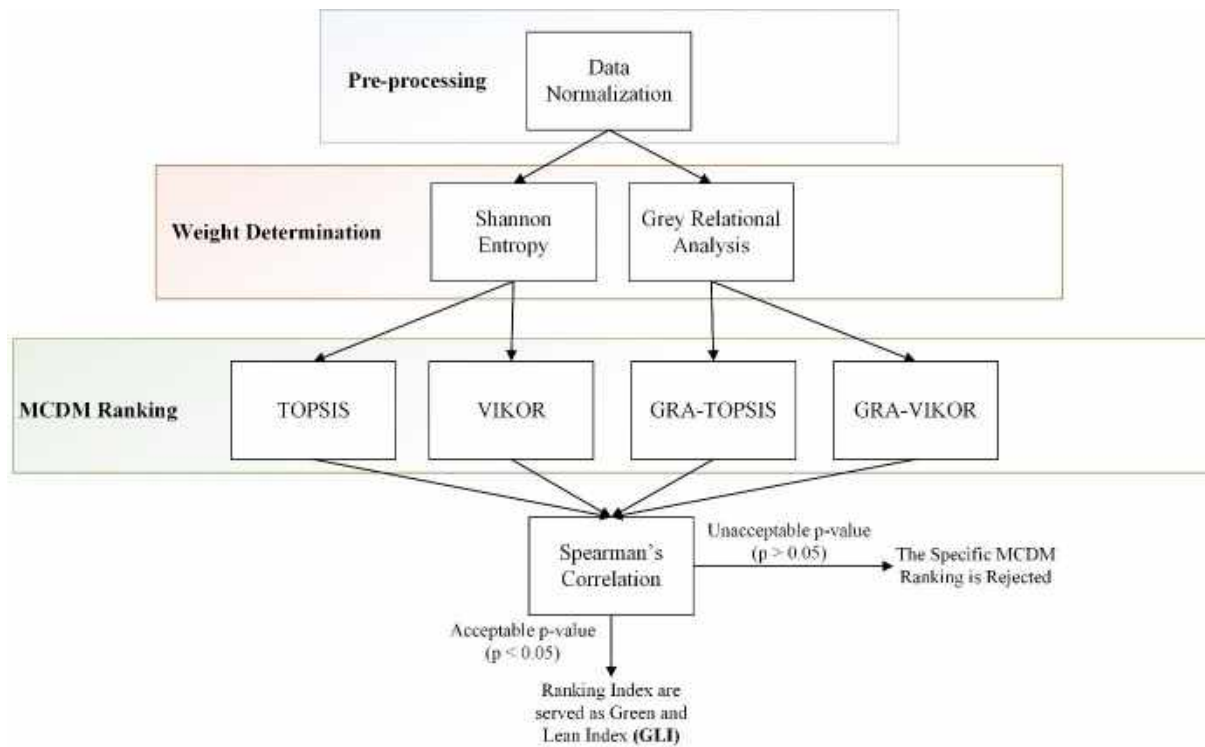 Pre-processing
Data
Normalization
Weight Determination
Shannon
Entropy
Grey Relational
Analysis
MCDM Ranking
TOPSIS
VIKOR
GRA-TOPSIS
GRA-VIKOR
Spearman's
Correlation
Unacceptable p-value
(p > 0.05)
The Specific MCDM
Ranking is Rejected
Acceptable p-value
(p < 0.05)
Ranking Index are
served as Green and
Lean Index (GLI)